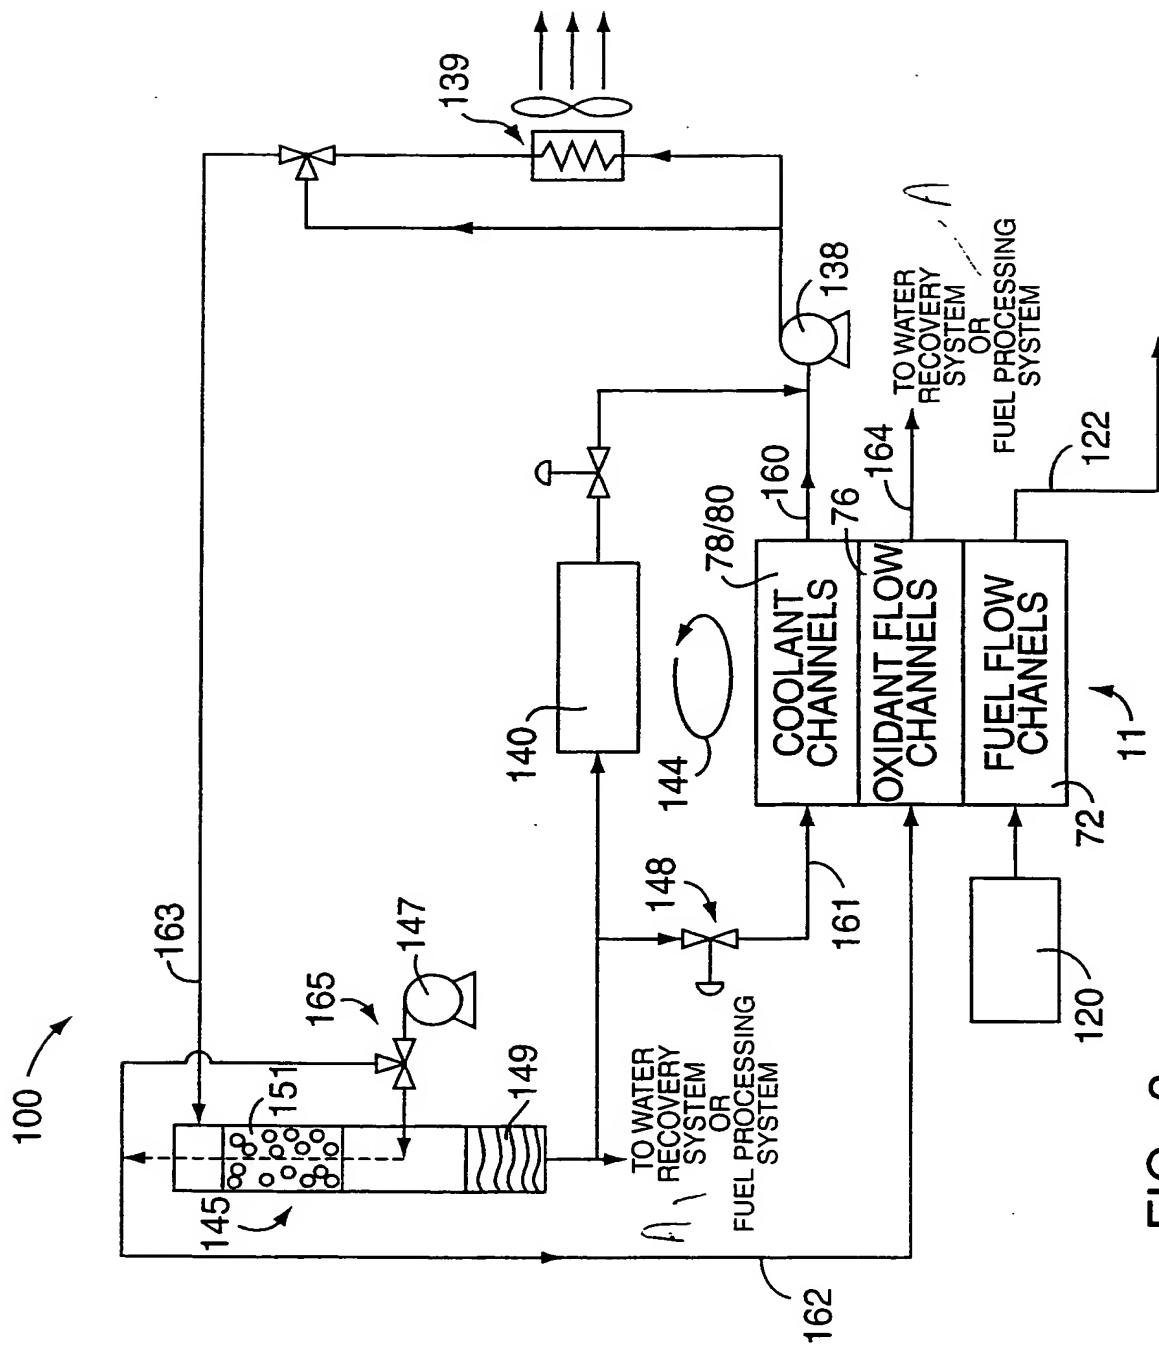 100
163
139
151
165
147
145
149
TO WATER
RECOVERY
SYSTEM
OR
FUEL PROCESSING
SYSTEM
A
162
140
144
148
161
138
160
78/80
COOLANT
CHANNELS
76
OXIDANT FLOW
CHANNELS
164
TO WATER
RECOVERY
SYSTEM
OR
FUEL PROCESSING
SYSTEM
A
FUEL FLOW
CHANELS
72
11
122
120